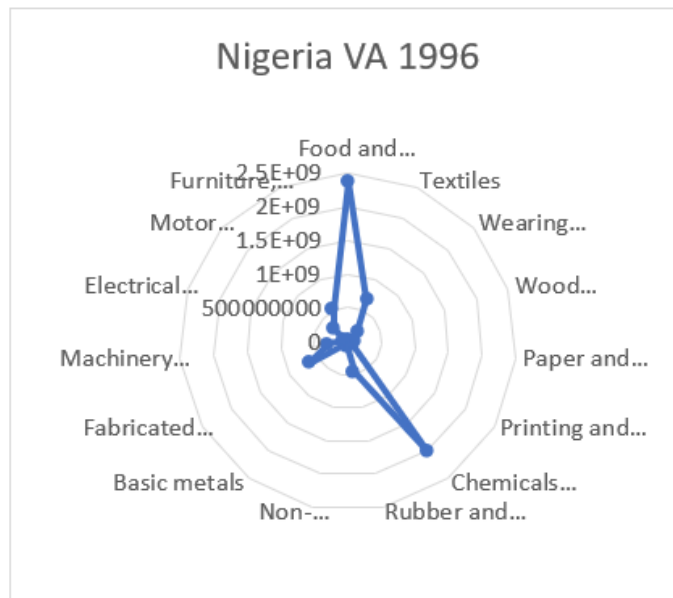 Nigeria VA 1996
Food and...
2.5E+09
Furniture,...
Textiles
2E+09
Motor...
Wearing...
1.5E+09
Electrical...
1E+09
Wood...
500000000
0
Machinery...
Paper and...
Fabricated...
Printing and...
Basic metals
Chemicals...
Non-...
Rubber and...